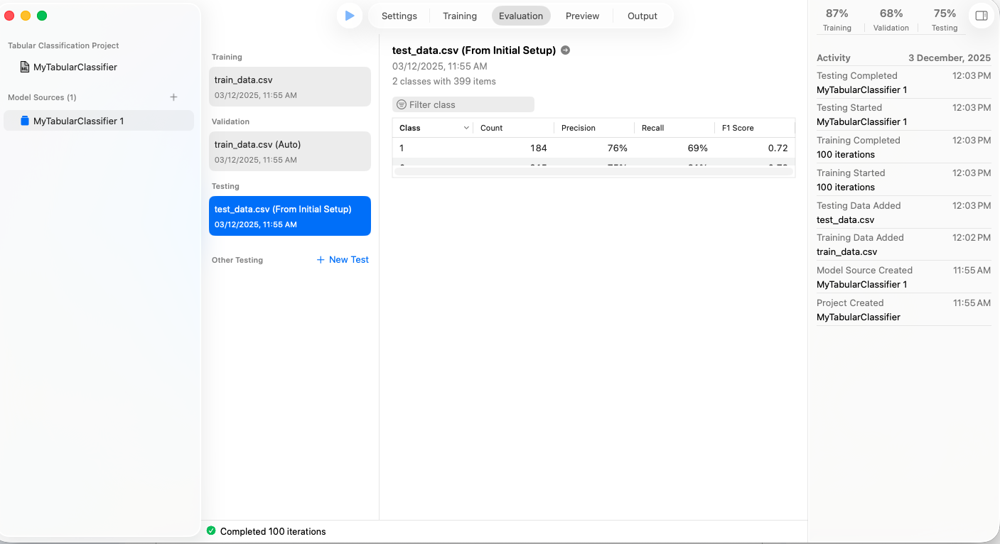 Settings
Training
Evaluation
Preview
Output
87%
68%
75%
Training
Validation
Testing
Tabular Classification Project
MyTabularClassifier
Model Sources (1)
MyTabularClassifier 1
Training
train_data.csv
03/12/2025, 11:55 AM
Validation
train_data.csv (Auto)
03/12/2025, 11:55 AM
Testing
test_data.csv (From Initial Setup)
03/12/2025, 11:55 AM
Other Testing
New Test
test_data.csv (From Initial Setup)
03/12/2025, 11:55 AM
2 classes with 399 items
Filter class
Class Count Precision Recall F1 Score
1 184 76% 69% 0.72
Activity 3 December, 2025
Testing Completed 12:03 PM
MyTabularClassifier 1
Testing Started 12:03 PM
MyTabularClassifier 1
Training Completed 12:03 PM
100 iterations
Training Started 12:03 PM
100 iterations
Testing Data Added 12:03 PM
test_data.csv
Training Data Added 12:02 PM
train_data.csv
Model Source Created 11:55 AM
MyTabularClassifier 1
Project Created 11:55 AM
MyTabularClassifier
Completed 100 iterations